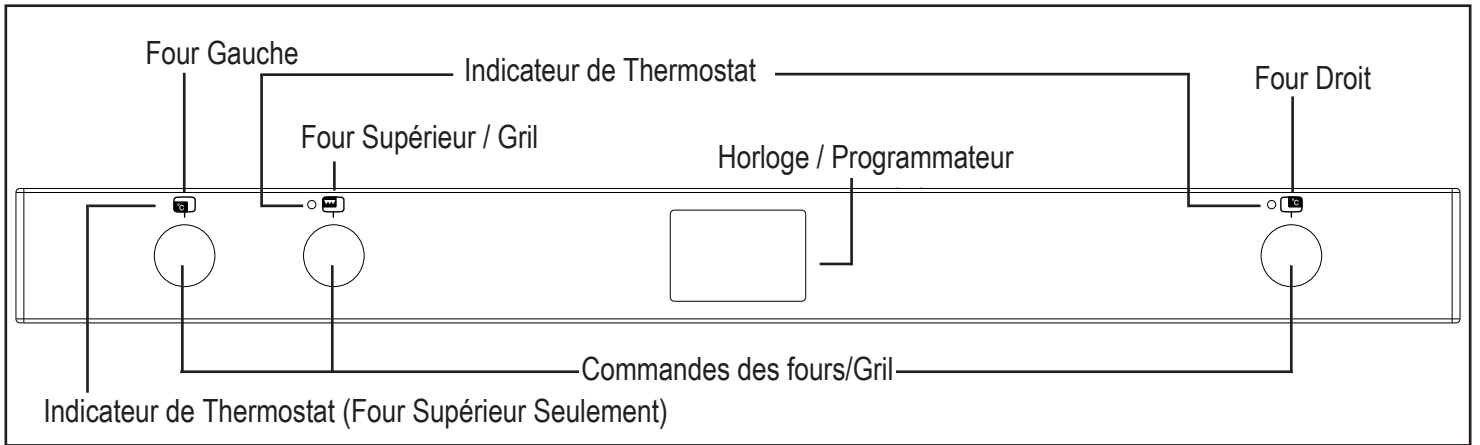 Four Gauche
Indicateur de Thermostat
Four Droit
Four Supérieur / Gril
Horloge / Programmateur
°C
°C
Commandes des fours/Gril
Indicateur de Thermostat (Four Supérieur Seulement)